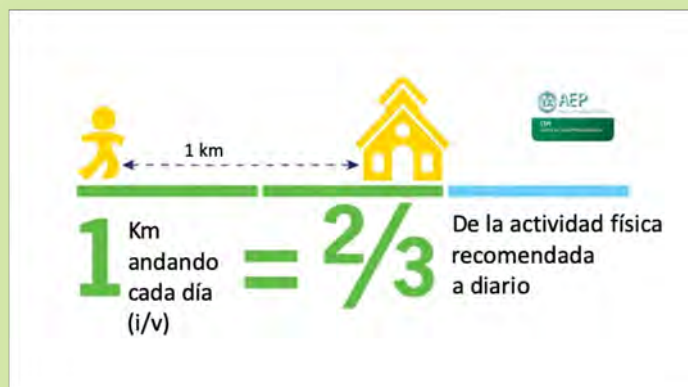 AEP
1 km
1
Km
andando
cada día
(i/v)
=
2/3
De la actividad física
recomendada
a diario